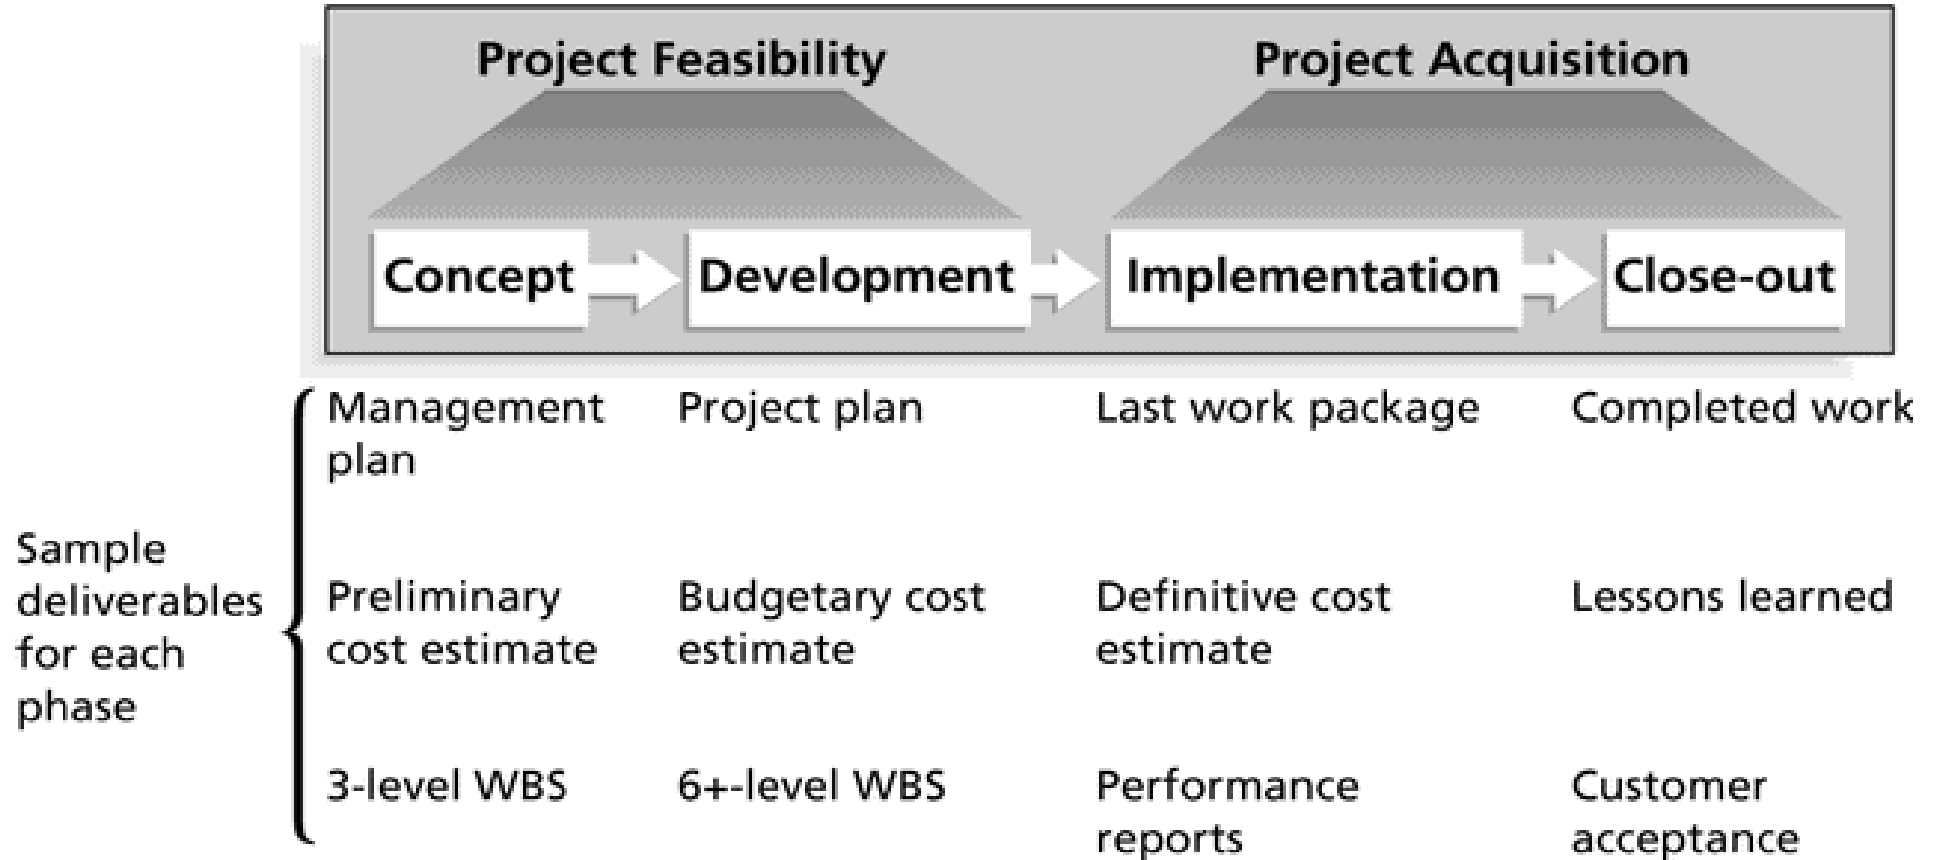 Project Feasibility
Project Acquisition
Concept
Development
Implementation
Close-out
Sample
deliverables
for each
phase
Management
plan
Project plan
Last work package
Completed work
Preliminary
cost estimate
Budgetary cost
estimate
Definitive cost
estimate
Lessons learned
3-level WBS
6+-level WBS
Performance
reports
Customer
acceptance